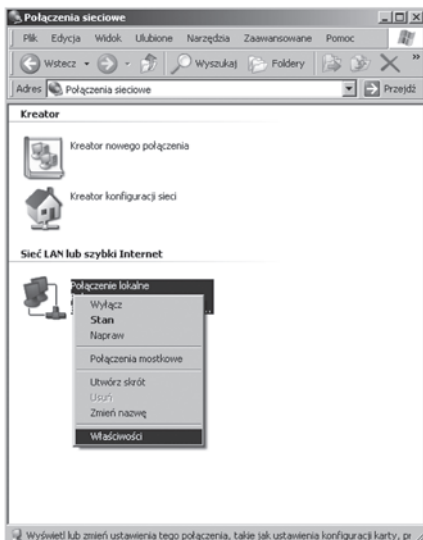 Połączenia sieciowe
Plik Edycja Widok Ulubione Narzędzia Zaawansowane Pomoc
Wstecz Wyszukaj Foldery »
Adres Połączenia sieciowe Przejdź
Kreator
Kreator nowego połączenia
Kreator konfiguracji sieci
Sieć LAN lub szybki Internet
Połączenie lokalne
Wyłącz
Stan
Napraw
Połączenia mostkowe
Utwórz skrót
Usuń
Zmień nazwę
Właściwości
Wyświetl lub zmień ustawienia tego połączenia, takie jak ustawienia konfiguracji karty, pr